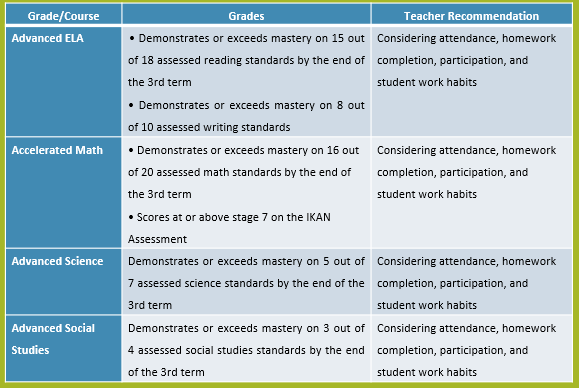 Grade/Course
Grades
Teacher Recommendation
Advanced ELA
• Demonstrates or exceeds mastery on 15 out
of 18 assessed reading standards by the end of
the 3rd term
• Demonstrates or exceeds mastery on 8 out
of 10 assessed writing standards
Considering attendance, homework
completion, participation, and
student work habits
Accelerated Math
• Demonstrates or exceeds mastery on 16 out
of 20 assessed math standards by the end of
the 3rd term
• Scores at or above stage 7 on the IKAN
Assessment
Considering attendance, homework
completion, participation, and
student work habits
Advanced Science
Demonstrates or exceeds mastery on 5 out of
7 assessed science standards by the end of the
3rd term
Considering attendance, homework
completion, participation, and
student work habits
Advanced Social
Studies
Demonstrates or exceeds mastery on 3 out of
4 assessed social studies standards by the end
of the 3rd term
Considering attendance, homework
completion, participation, and
student work habits